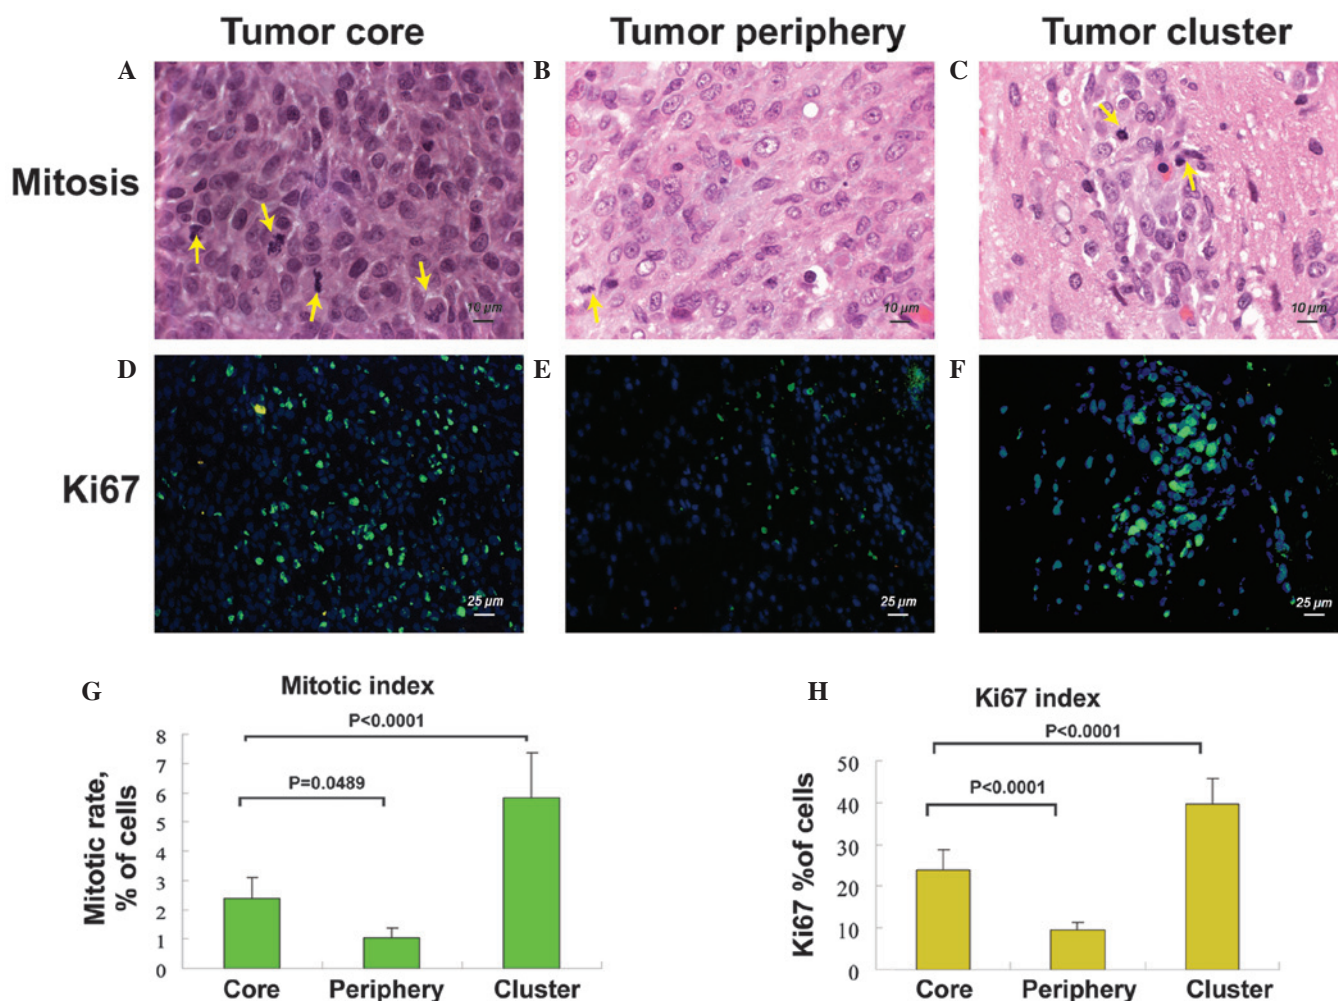 Tumor core
Tumor periphery
Tumor cluster
A
B
C
Mitosis
10 µm
10 µm
10 µm
D
E
F
Ki67
25 µm
25 µm
25 µm
G
Mitotic index
P<0.0001
P=0.0489
Mitotic rate,
% of cells
8
7
6
5
4
3
2
1
0
Core
Periphery
Cluster
H
Ki67 index
P<0.0001
P<0.0001
Ki67 %of cells
50
40
30
20
10
0
Core
Periphery
Cluster